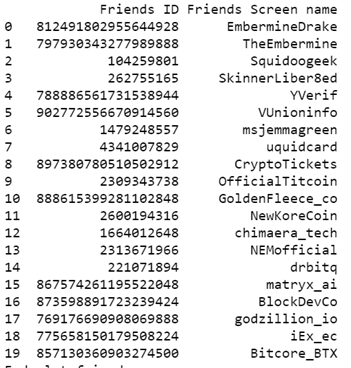 Friends ID Friends Screen name
0 812491802955644928 EmbermineDrake
1 797930343277989888 TheEmbermine
2 104259801 Squidoogeek
3 262755165 SkinnerLiber8ed
4 788886561731538944 YVerif
5 902772556670914560 VUnioninfo
6 1479248557 msjemmagreen
7 4341007829 uquidcard
8 897380780510502912 CryptoTickets
9 2309343738 OfficialTitcoin
10 888615399281102848 GoldenFleece_co
11 2600194316 NewKoreCoin
12 1664012648 chimaera_tech
13 2313671966 NEMofficial
14 221071894 drbitq
15 867574261195522048 matryx_ai
16 873598891723239424 BlockDevCo
17 769176690908069888 godzillion_io
18 775658150179508224 iEx_ec
19 857130360903274500 Bitcore_BTX